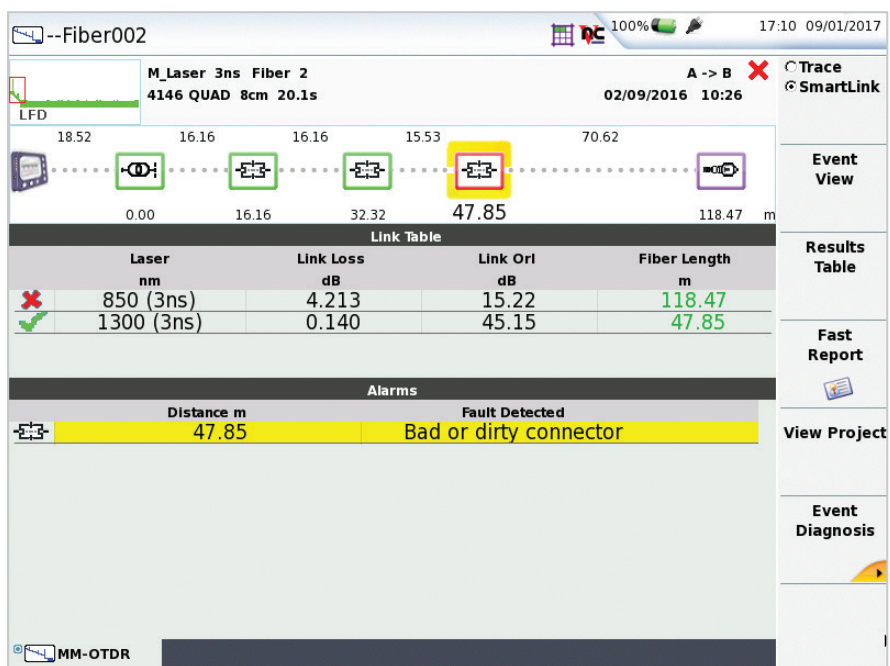 --Fiber002
100%
17:10 09/01/2017
LFD
M_Laser 3ns Fiber 2
4146 QUAD 8cm 20.1s
A -> B
02/09/2016 10:26
Trace
SmartLink
18.52 16.16 16.16 15.53 70.62
0.00 16.16 32.32 47.85 118.47 m
Event
View
Link Table
Laser Link Loss Link Orl Fiber Length
nm dB dB m
850 (3ns) 4.213 15.22 118.47
1300 (3ns) 0.140 45.15 47.85
Results
Table
Fast
Report
Alarms
Distance m Fault Detected
47.85 Bad or dirty connector
View Project
Event
Diagnosis
MM-OTDR